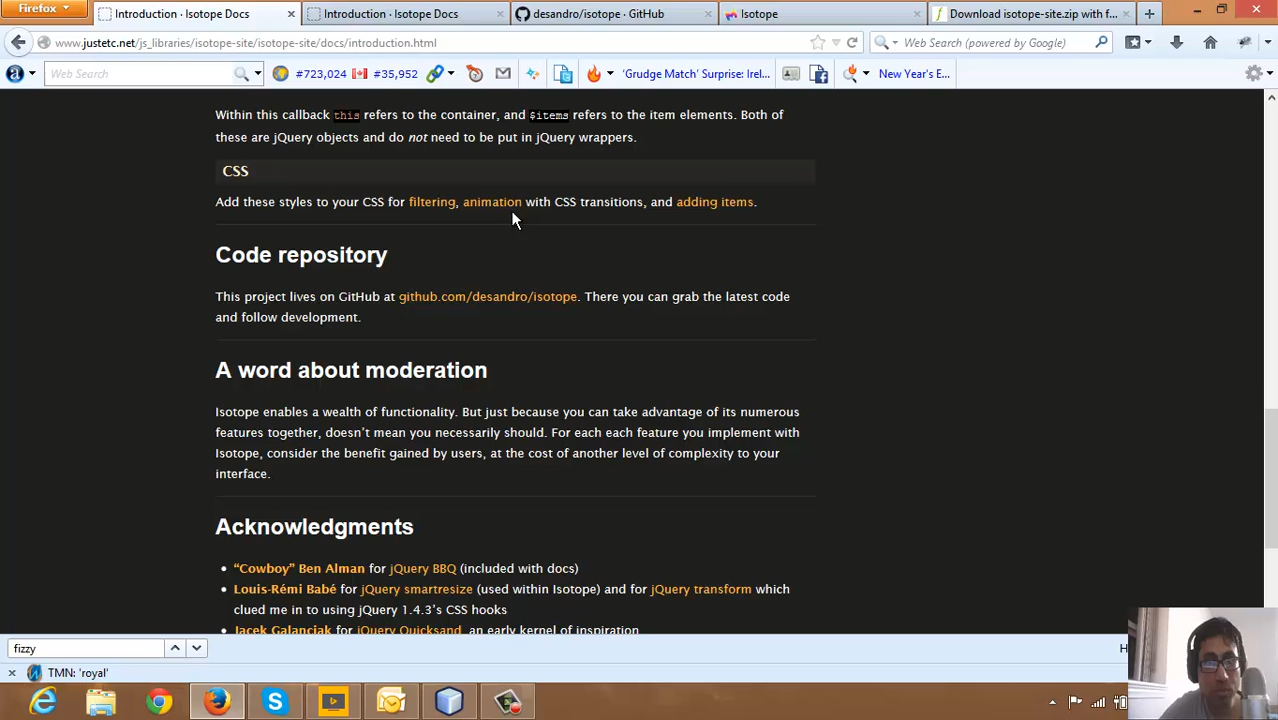 Firefox
Introduction · Isotope Docs
Introduction · Isotope Docs
desandro/isotope · GitHub
Isotope
Download isotope-site.zip with f...
www.justetc.net/js_libraries/isotope-site/isotope-site/docs/introduction.html
Web Search (powered by Google)
Web Search
#723,024
#35,952
'Grudge Match' Surprise: Irel...
New Year's E...
Within this callback this refers to the container, and $items refers to the item elements. Both of
these are jQuery objects and do not need to be put in jQuery wrappers.
CSS
Add these styles to your CSS for filtering, animation with CSS transitions, and adding items.
Code repository
This project lives on GitHub at github.com/desandro/isotope. There you can grab the latest code
and follow development.
A word about moderation
Isotope enables a wealth of functionality. But just because you can take advantage of its numerous
features together, doesn't mean you necessarily should. For each each feature you implement with
Isotope, consider the benefit gained by users, at the cost of another level of complexity to your
interface.
Acknowledgments
• “Cowboy” Ben Alman for jQuery BBQ (included with docs)
• Louis-Rémi Babé for jQuery smartresize (used within Isotope) and for jQuery transform which
clued me in to using jQuery 1.4.3's CSS hooks
• Jacek Galanciak for jQuery Quicksand, an early kernel of inspiration
fizzy
H
TMN: 'royal'